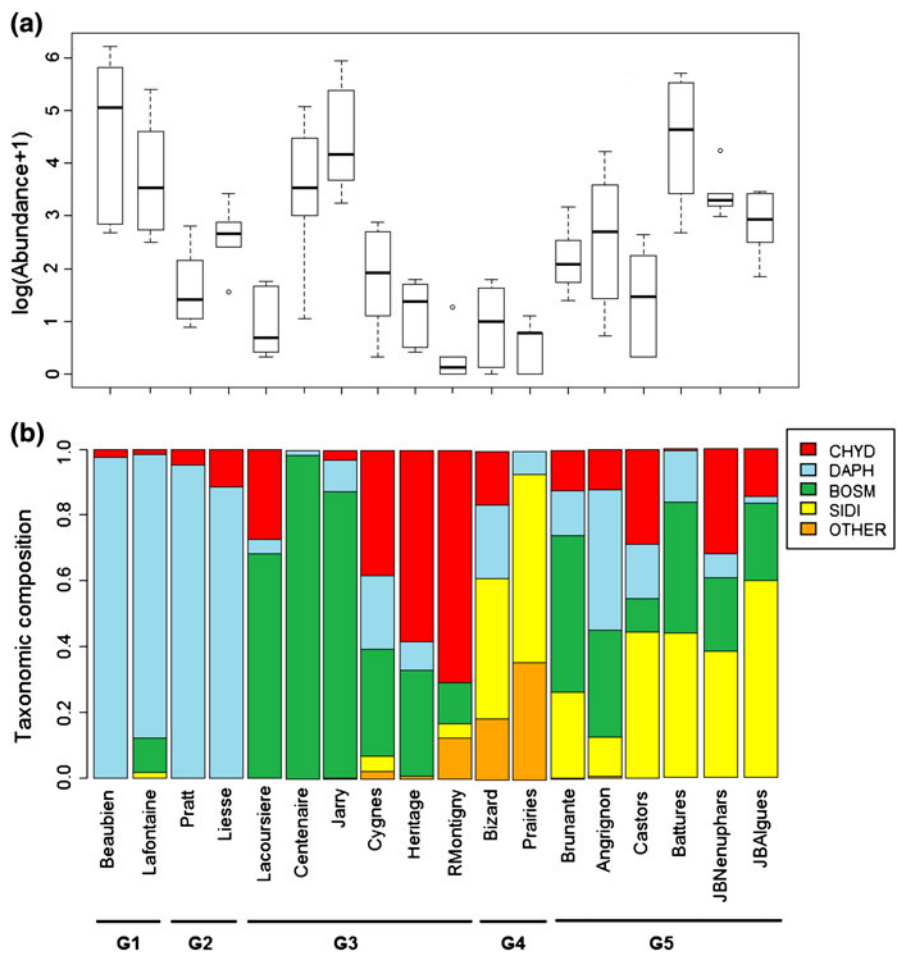 (a)
log(Abundance+1)
6
5
4
3
2
1
0
(b)
Taxonomic composition
1.0
0.8
0.6
0.4
0.2
0.0
CHYD
DAPH
BOSM
SIDI
OTHER
Beaubien
Lafontaine
Pratt
Liesse
Lacoursiere
Centenaire
Jarry
Cygnes
Heritage
RMontigny
Bizard
Prairies
Brunante
Angrignon
Castors
Battures
JBNenuphars
JBAlgues
G1
G2
G3
G4
G5